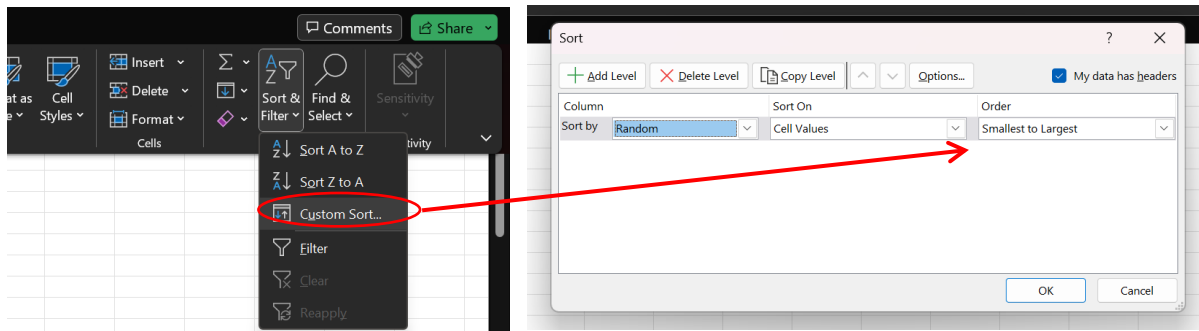 Comments
Share
Insert
Delete
Format
Cells
at as
Cell
Styles
Sort &
Filter
Find &
Select
Sensitivity
tivity
Sort A to Z
Sort Z to A
Custom Sort...
Filter
Clear
Reapply
Sort
?
Add Level
Delete Level
Copy Level
Options...
My data has headers
Column
Sort On
Order
Sort by
Random
Cell Values
Smallest to Largest
OK
Cancel